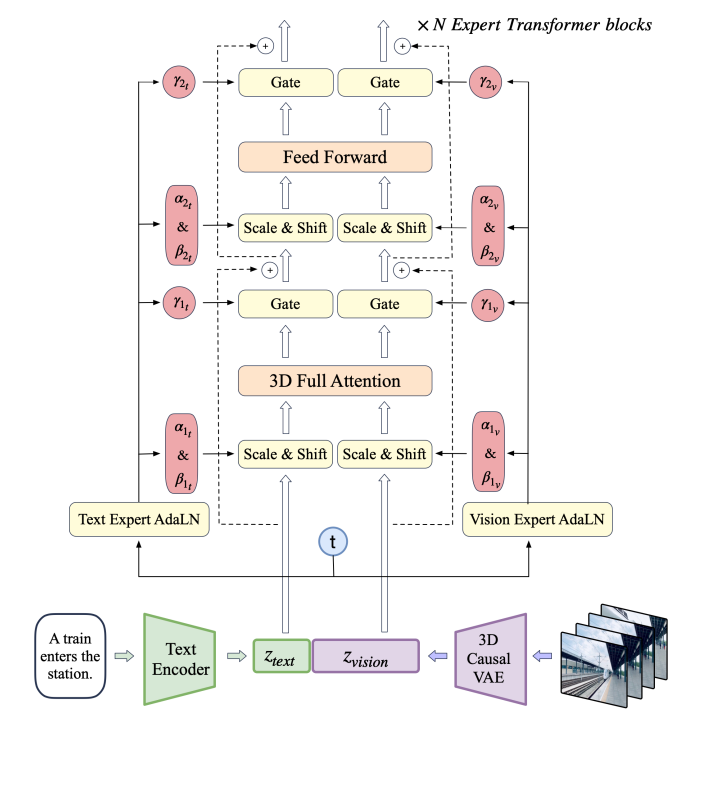 × N Expert Transformer blocks
+ +
γ2t Gate Gate γ2v
Feed Forward
α2t
&
β2t
Scale & Shift Scale & Shift
α2v
&
β2v
+ +
γ1t Gate Gate γ1v
3D Full Attention
α1t
&
β1t
Scale & Shift Scale & Shift
α1v
&
β1v
Text Expert AdaLN
t
Vision Expert AdaLN
A train
enters the
station.
Text
Encoder
ztext zvision
3D
Causal
VAE